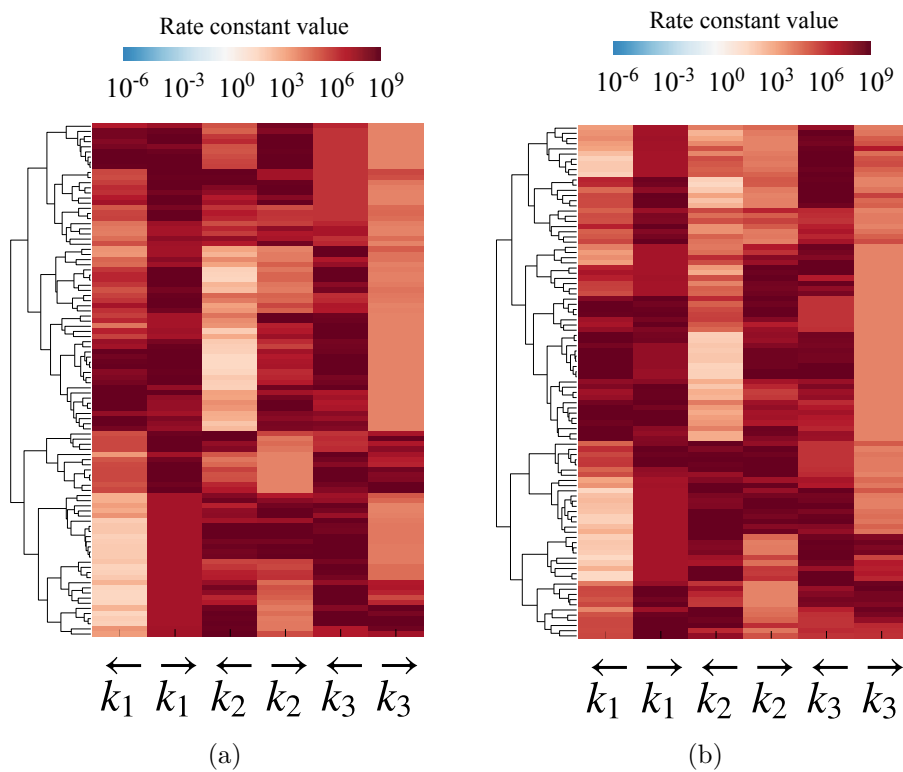 Rate constant value
10⁻⁶ 10⁻³ 10⁰ 10³ 10⁶ 10⁹
← → ← → ← →
k₁ k₁ k₂ k₂ k₃ k₃
(a)
Rate constant value
10⁻⁶ 10⁻³ 10⁰ 10³ 10⁶ 10⁹
← → ← → ← →
k₁ k₁ k₂ k₂ k₃ k₃
(b)